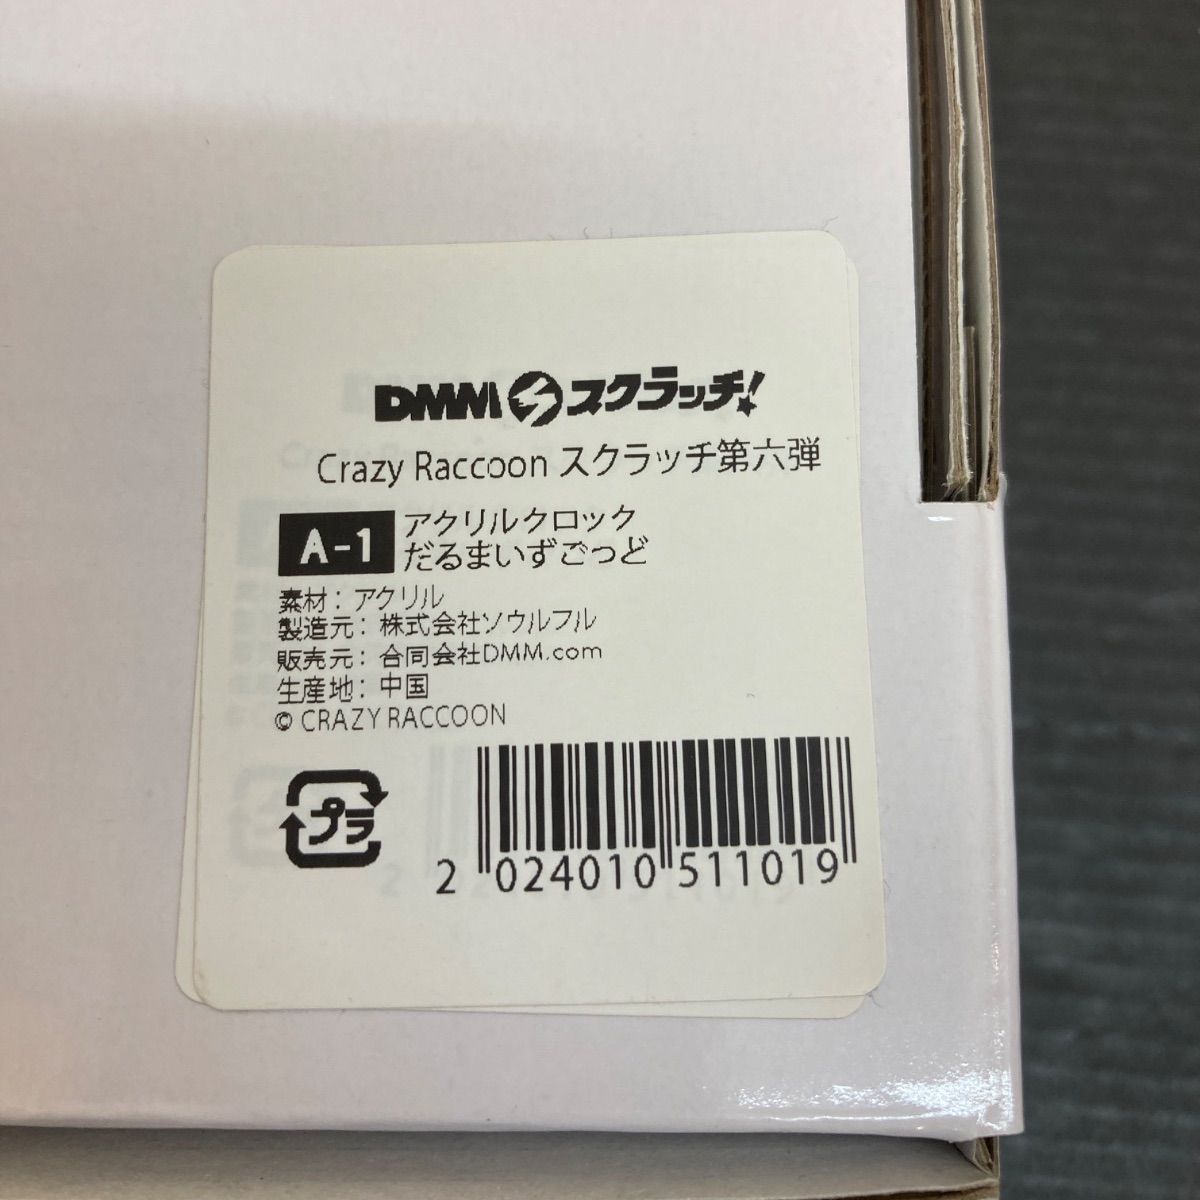 DMMスクラッチ!
Crazy Raccoon スクラッチ第六弾
A-1 アクリルクロック
だるまいずごっど
素材：アクリル
製造元：株式会社ソウルフル
販売元：合同会社DMM.com
生産地：中国
© CRAZY RACCOON
プラ
2 024010 511019